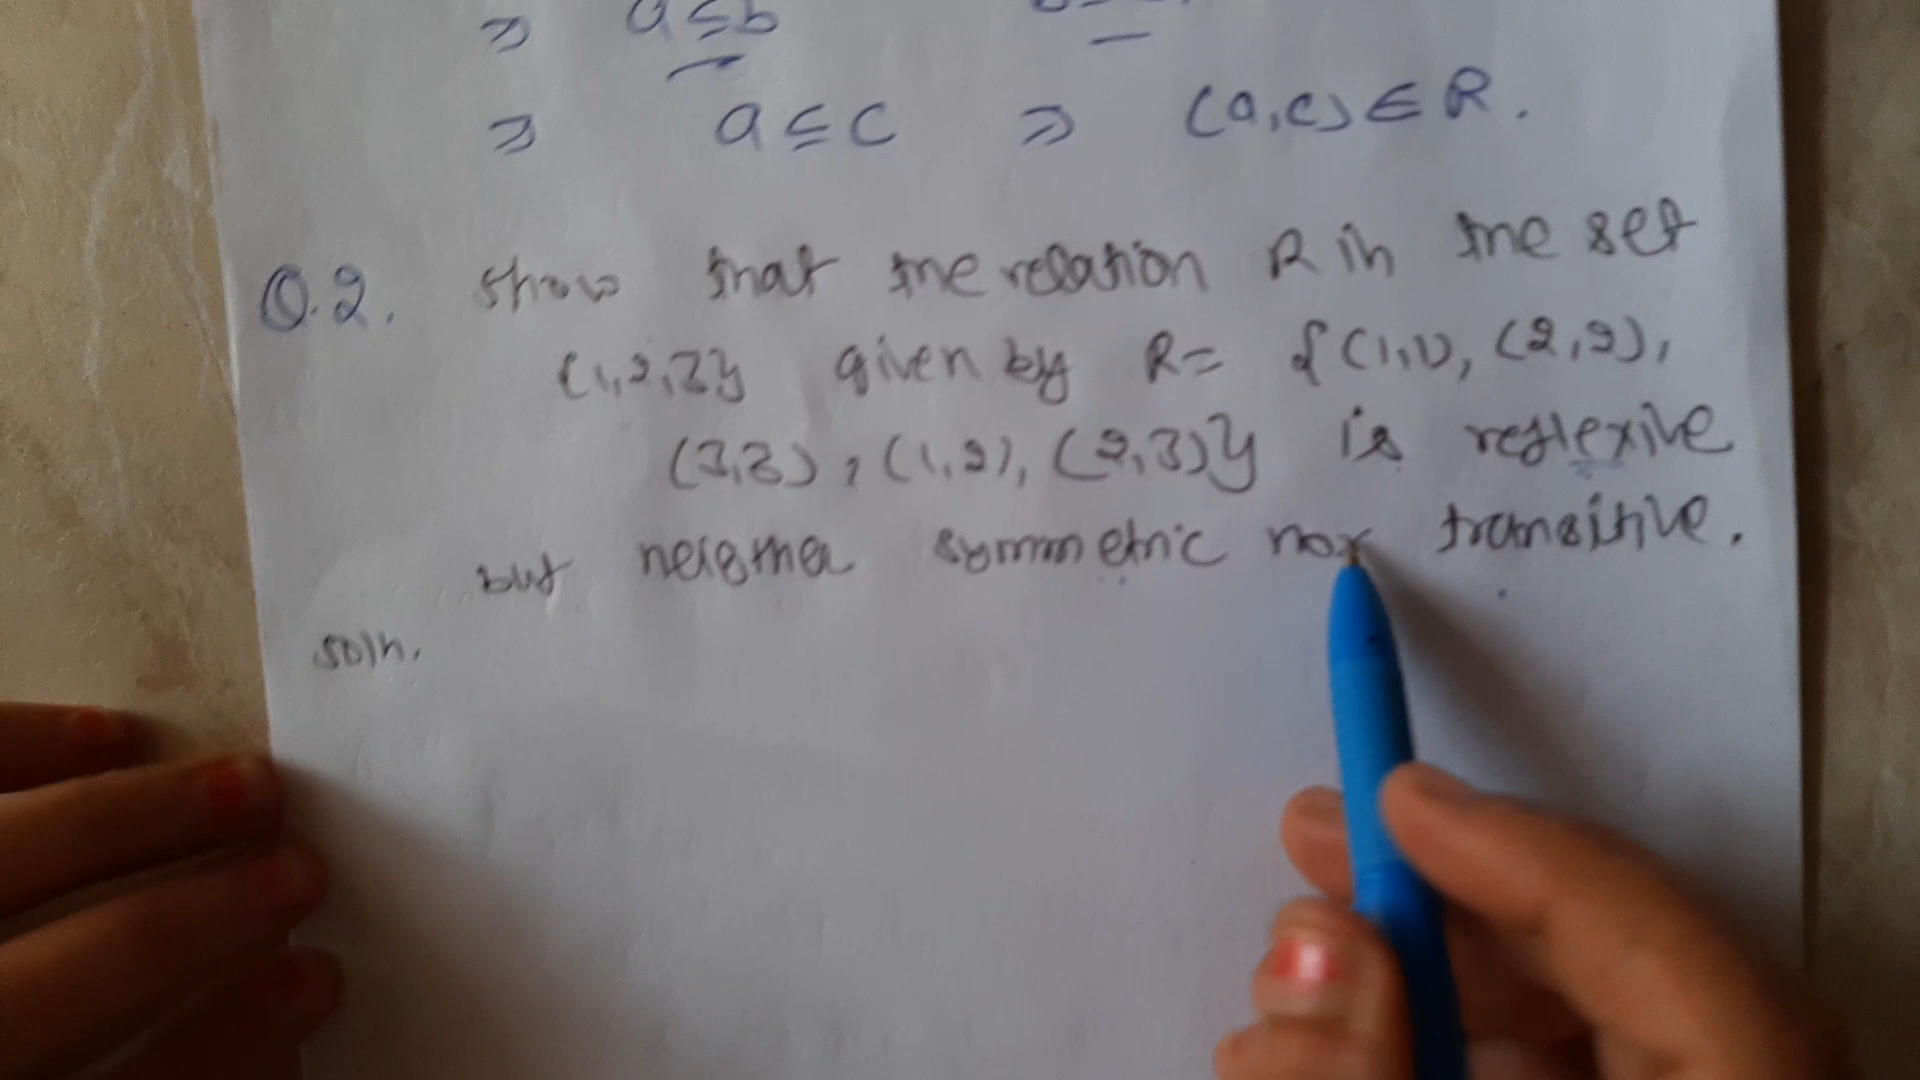 ⇒ a ≤ b
⇒ a ≤ c ⇒ (a,c) ∈ R.
Q.2. Show that the relation R in the set
{1,2,3} given by R = {(1,1), (2,2),
(3,3), (1,2), (2,3)} is reflexive
but neither symmetric nor transitive.
Soln.